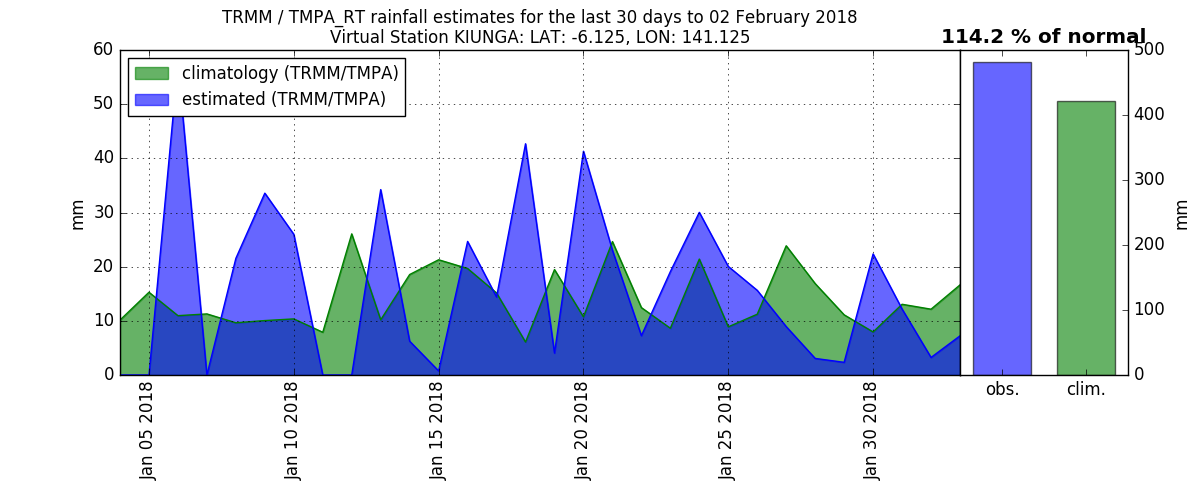 TRMM / TMPA_RT rainfall estimates for the last 30 days to 02 February 2018
Virtual Station KIUNGA: LAT: -6.125, LON: 141.125
114.2 % of normal
climatology (TRMM/TMPA)
estimated (TRMM/TMPA)
60
50
40
30
20
10
0
mm
Jan 05 2018
Jan 10 2018
Jan 15 2018
Jan 20 2018
Jan 25 2018
Jan 30 2018
500
400
300
200
100
0
mm
obs.
clim.